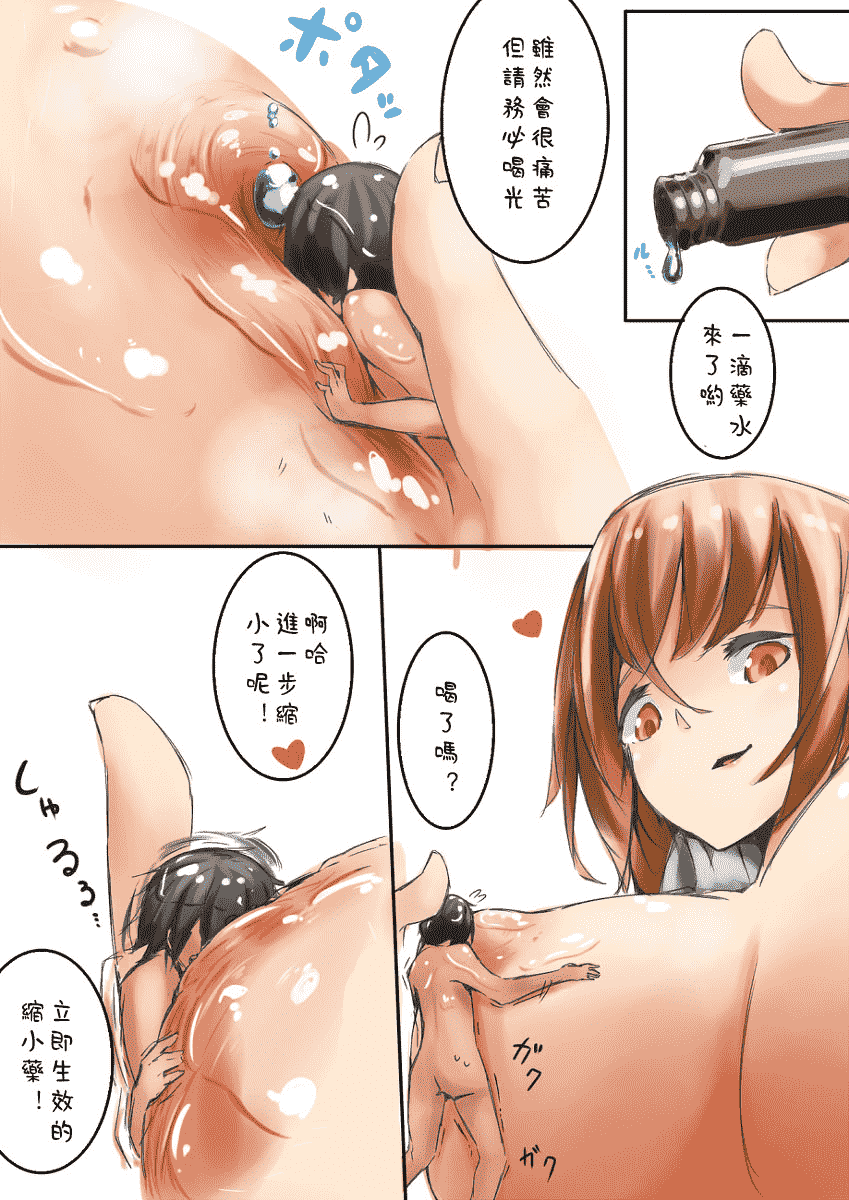 ル…
一滴藥水
來了喲
雖然會很痛苦
但請務必喝光
ポタッ
喝了嗎?
ガク
ガク
啊哈
進一步縮
小了呢!
しゅるる…
立即生效的
縮小藥!